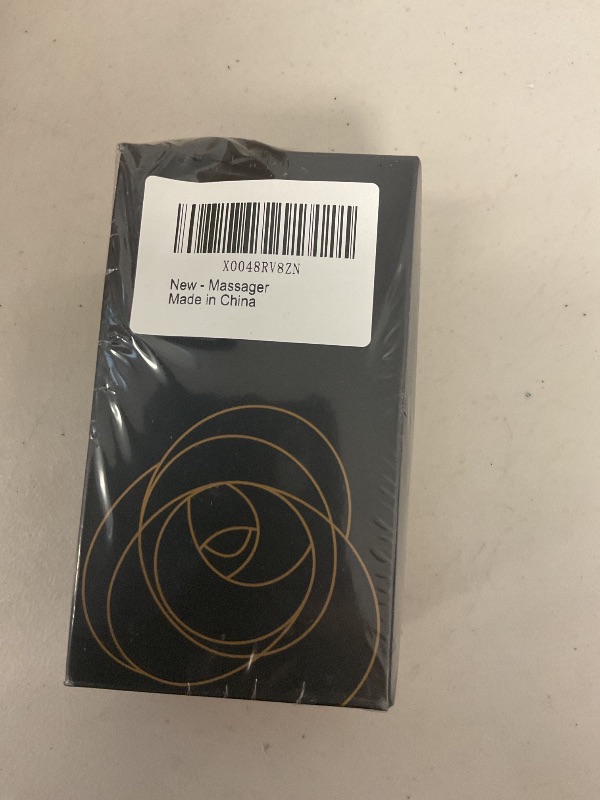 X0048RV8ZN
New - Massager
Made in China